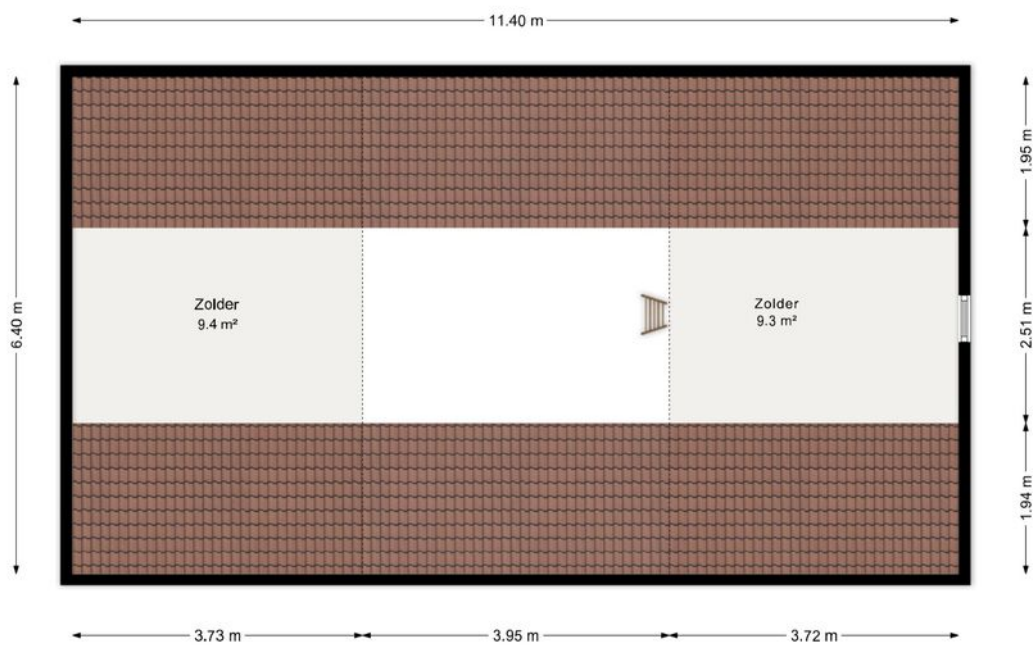 11.40 m
6.40 m
1.95 m
Zolder
9.4 m²
Zolder
9.3 m²
2.51 m
1.94 m
3.73 m
3.95 m
3.72 m